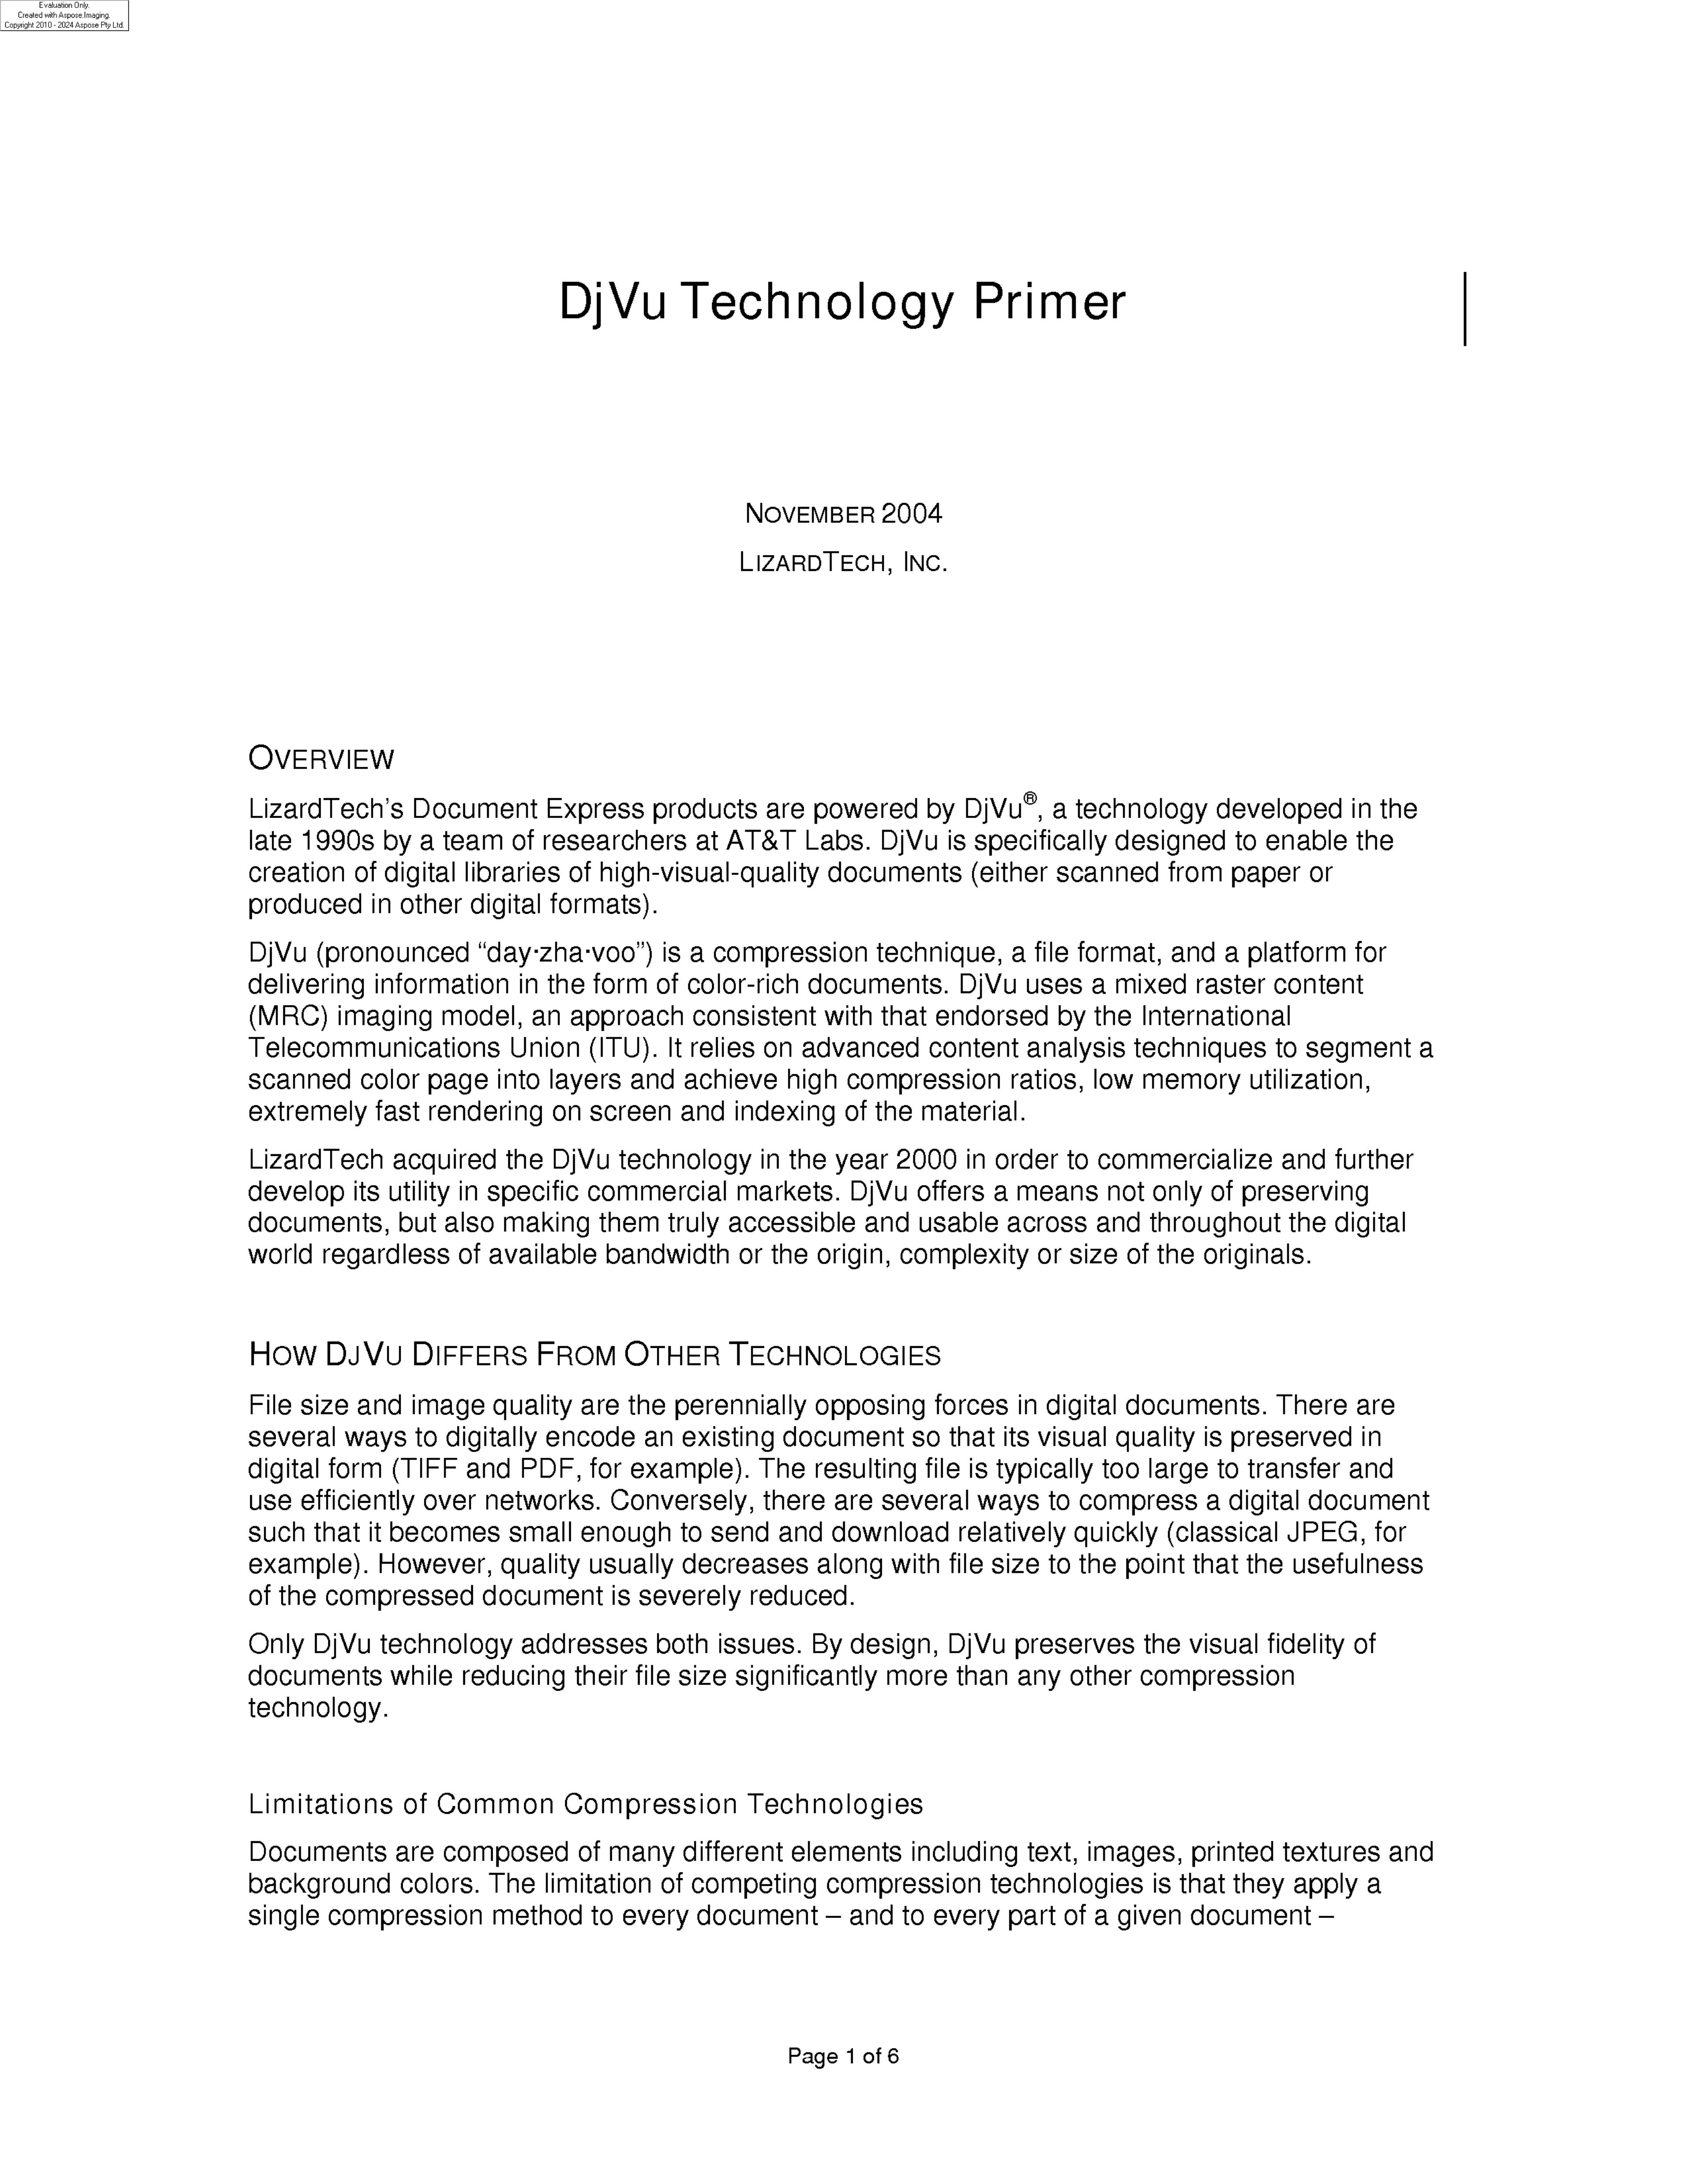 Evaluation Only.
Created with Aspose.Imaging.
Copyright 2010 - 2024 Aspose Pty Ltd.
DjVu Technology Primer
NOVEMBER 2004
LIZARDTECH, INC.
OVERVIEW
LizardTech’s Document Express products are powered by DjVu®, a technology developed in the
late 1990s by a team of researchers at AT&T Labs. DjVu is specifically designed to enable the
creation of digital libraries of high-visual-quality documents (either scanned from paper or
produced in other digital formats).
DjVu (pronounced “day·zha·voo”) is a compression technique, a file format, and a platform for
delivering information in the form of color-rich documents. DjVu uses a mixed raster content
(MRC) imaging model, an approach consistent with that endorsed by the International
Telecommunications Union (ITU). It relies on advanced content analysis techniques to segment a
scanned color page into layers and achieve high compression ratios, low memory utilization,
extremely fast rendering on screen and indexing of the material.
LizardTech acquired the DjVu technology in the year 2000 in order to commercialize and further
develop its utility in specific commercial markets. DjVu offers a means not only of preserving
documents, but also making them truly accessible and usable across and throughout the digital
world regardless of available bandwidth or the origin, complexity or size of the originals.
HOW DJVU DIFFERS FROM OTHER TECHNOLOGIES
File size and image quality are the perennially opposing forces in digital documents. There are
several ways to digitally encode an existing document so that its visual quality is preserved in
digital form (TIFF and PDF, for example). The resulting file is typically too large to transfer and
use efficiently over networks. Conversely, there are several ways to compress a digital document
such that it becomes small enough to send and download relatively quickly (classical JPEG, for
example). However, quality usually decreases along with file size to the point that the usefulness
of the compressed document is severely reduced.
Only DjVu technology addresses both issues. By design, DjVu preserves the visual fidelity of
documents while reducing their file size significantly more than any other compression
technology.
Limitations of Common Compression Technologies
Documents are composed of many different elements including text, images, printed textures and
background colors. The limitation of competing compression technologies is that they apply a
single compression method to every document – and to every part of a given document –
Page 1 of 6